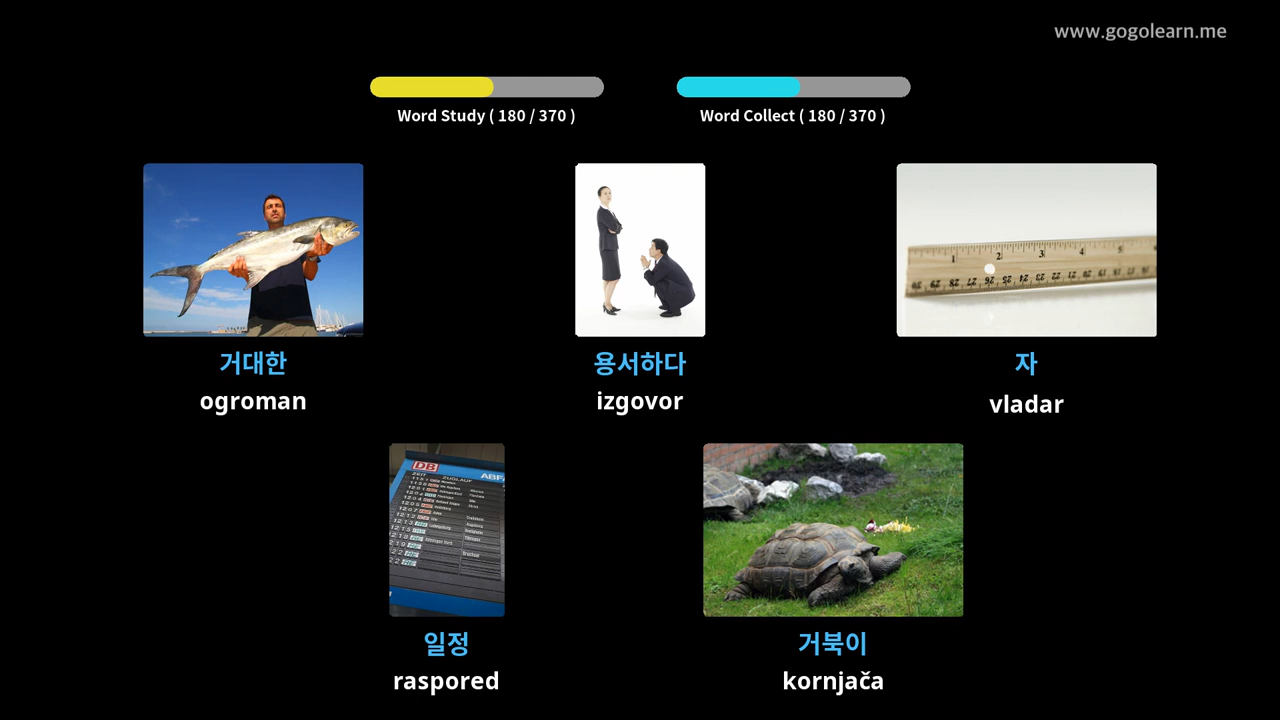 www.gogolearn.me
Word Study ( 180 / 370 )
Word Collect ( 180 / 370 )
거대한
ogroman
용서하다
izgovor
자
vladar
DB
일정
raspored
거북이
kornjača